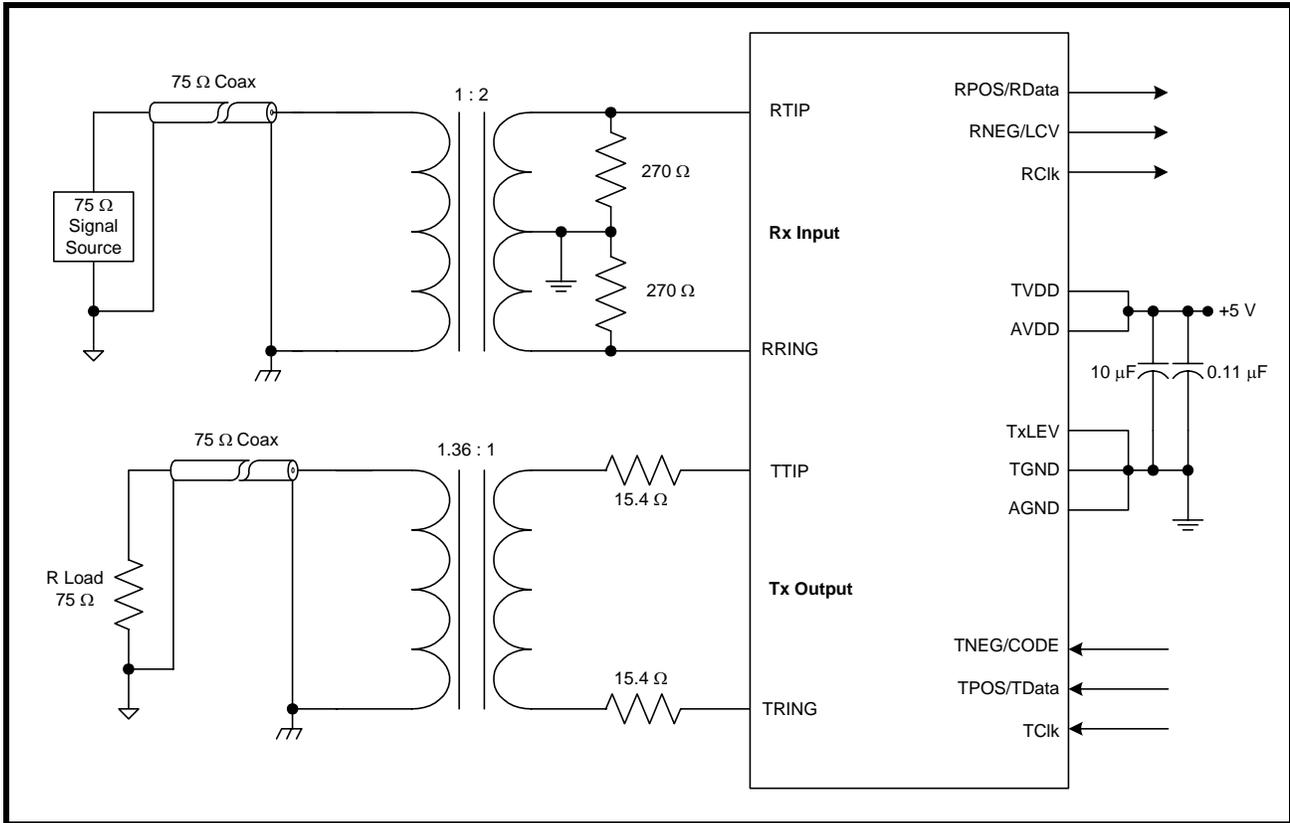 75 Ω Coax
1 : 2
75 Ω
Signal
Source
270 Ω
270 Ω
RTIP
Rx Input
RRING
RPOS/RData
RNEG/LCV
RClk
TVDD
AVDD
+5 V
10 μF
0.11 μF
TxLEV
TGND
AGND
75 Ω Coax
1.36 : 1
R Load
75 Ω
15.4 Ω
15.4 Ω
TTIP
Tx Output
TRING
TNEG/CODE
TPOS/TData
TClk